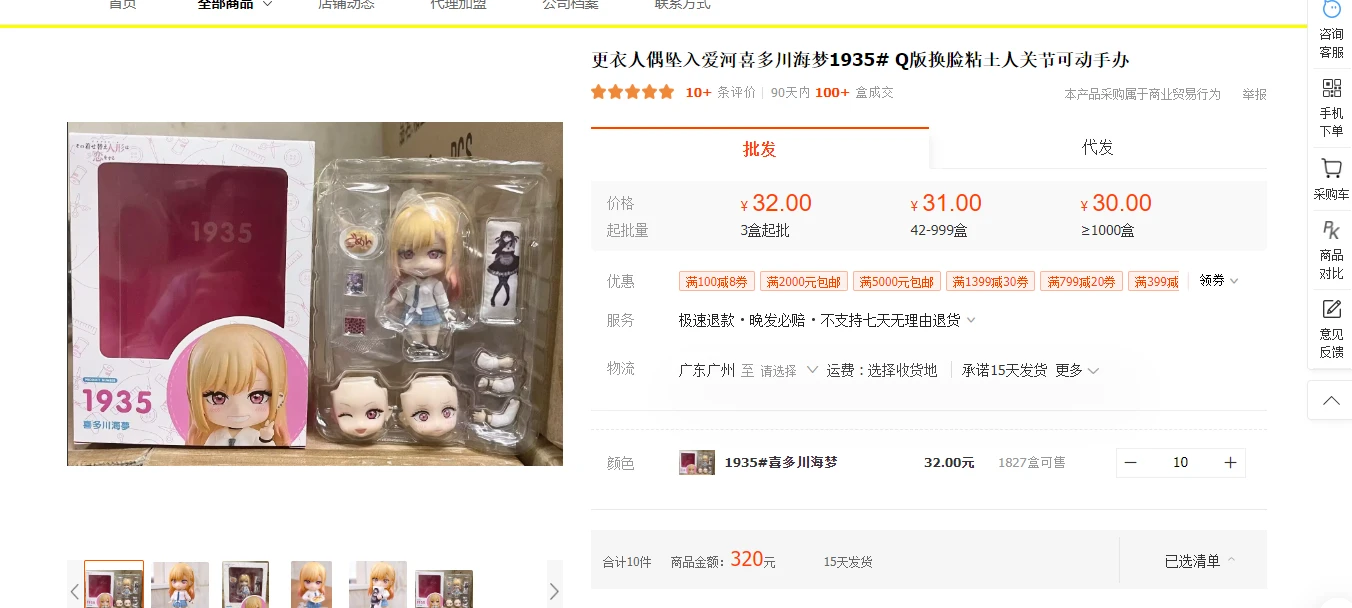 首页 全部商品 店铺动态 代理加盟 公司档案 联系方式
更衣人偶坠入爱河喜多川海梦1935# Q版换脸粘土人关节可动手办
10+ 条评价 90天内 100+ 盒成交 本产品采购属于商业贸易行为 举报
批发 代发
价格 ¥ 32.00 ¥ 31.00 ¥ 30.00
起批量 3盒起批 42-999盒 ≥1000盒
优惠 满100减8券 满2000元包邮 满5000元包邮 满1399减30券 满799减20券 满399减 领券
服务 极速退款·晚发必赔·不支持七天无理由退货
物流 广东广州 至 请选择 运费：选择收货地 承诺15天发货 更多
颜色 1935#喜多川海梦 32.00元 1827盒可售 10
合计10件 商品金额： 320元 15天发货 已选清单
1935
1935
喜多川海夢
咨询
客服
手机
下单
采购车
商品
对比
意见
反馈